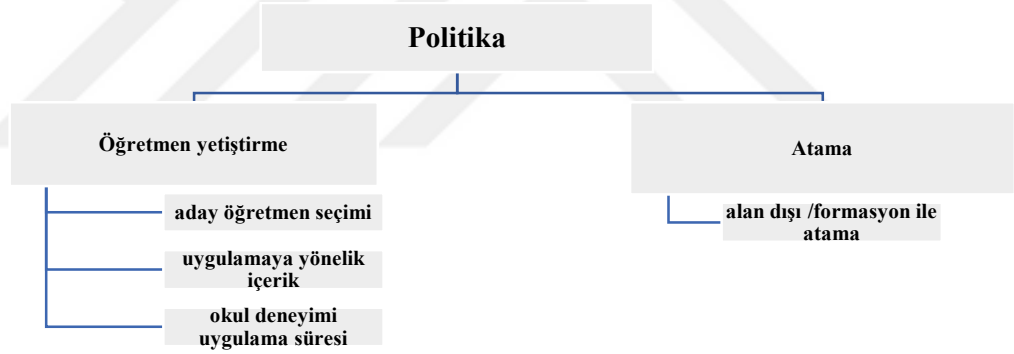 Politika
Öğretmen yetiştirme
aday öğretmen seçimi
uygulamaya yönelik
içerik
okul deneyimi
uygulama süresi
Atama
alan dışı /formasyon ile
atama